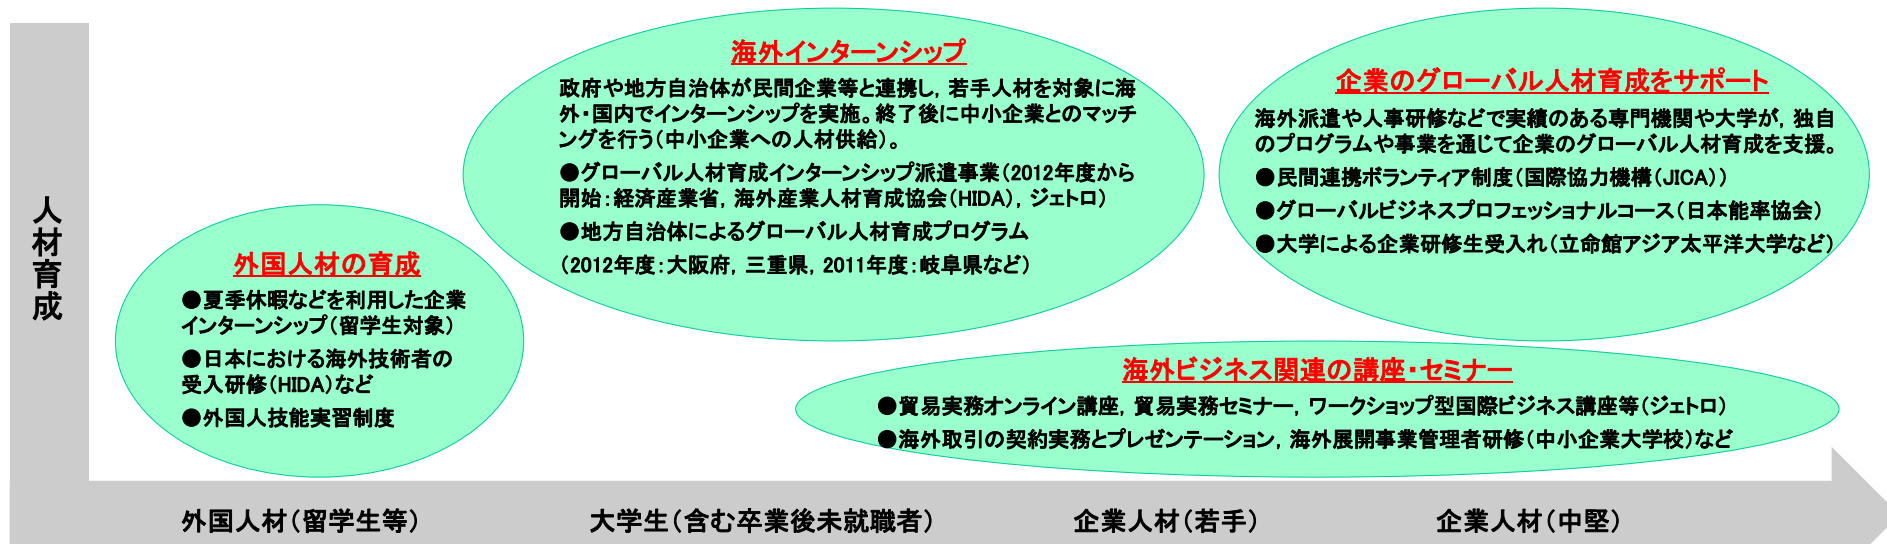 人材育成
海外インターンシップ
政府や地方自治体が民間企業等と連携し，若手人材を対象に海
外・国内でインターンシップを実施。終了後に中小企業とのマッチ
ングを行う（中小企業への人材供給）。
●グローバル人材育成インターンシップ派遣事業（2012年度から
開始：経済産業省，海外産業人材育成協会（HIDA），ジェトロ）
●地方自治体によるグローバル人材育成プログラム
（2012年度：大阪府，三重県，2011年度：岐阜県など）
企業のグローバル人材育成をサポート
海外派遣や人事研修などで実績のある専門機関や大学が，独自
のプログラムや事業を通じて企業のグローバル人材育成を支援。
●民間連携ボランティア制度（国際協力機構（JICA））
●グローバルビジネスプロフェッショナルコース（日本能率協会）
●大学による企業研修生受入れ（立命館アジア太平洋大学など）
外国人材の育成
●夏季休暇などを利用した企業
インターンシップ（留学生対象）
●日本における海外技術者の
受入研修（HIDA）など
●外国人技能実習制度
海外ビジネス関連の講座・セミナー
●貿易実務オンライン講座，貿易実務セミナー，ワークショップ型国際ビジネス講座等（ジェトロ）
●海外取引の契約実務とプレゼンテーション，海外展開事業管理者研修（中小企業大学校）など
外国人材（留学生等）
大学生（含む卒業後未就職者）
企業人材（若手）
企業人材（中堅）